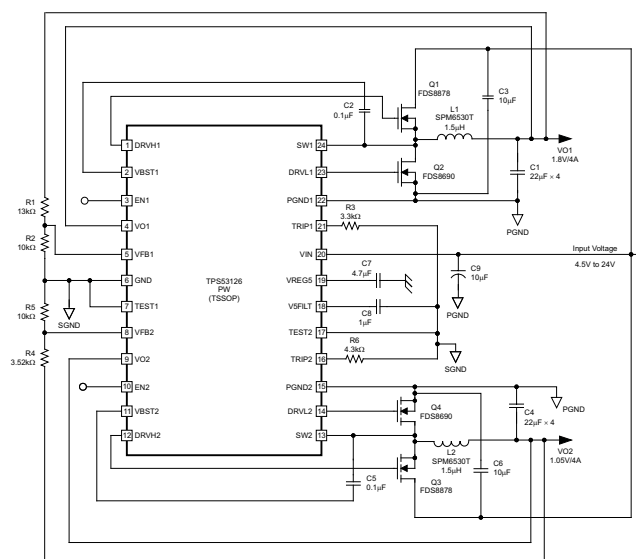 Q1
FDS8878
C3
10μF
C2
0.1μF
L1
SPM6530T
1.5μH
VO1
1.8V/4A
1 DRVH1
SW1 24
2 VBST1
DRVL1 23
Q2
FDS8690
C1
22μF × 4
3 EN1
PGND1 22
PGND
R1
13kΩ
4 VO1
TRIP1 21
R3
3.3kΩ
R2
10kΩ
5 VFB1
VIN 20
Input Voltage
4.5V to 24V
6 GND
TPS53126
PW
(TSSOP)
VREG5 19
C7
4.7μF
C9
10μF
PGND
SGND
7 TEST1
V5FILT 18
C8
1μF
R5
10kΩ
8 VFB2
TEST2 17
R4
3.52kΩ
9 VO2
TRIP2 16
R6
4.3kΩ
SGND
10 EN2
PGND2 15
PGND
11 VBST2
DRVL2 14
Q4
FDS8690
C4
22μF × 4
12 DRVH2
SW2 13
VO2
1.05V/4A
L2
SPM6530T
1.5μH
C6
10μF
C5
0.1μF
Q3
FDS8878